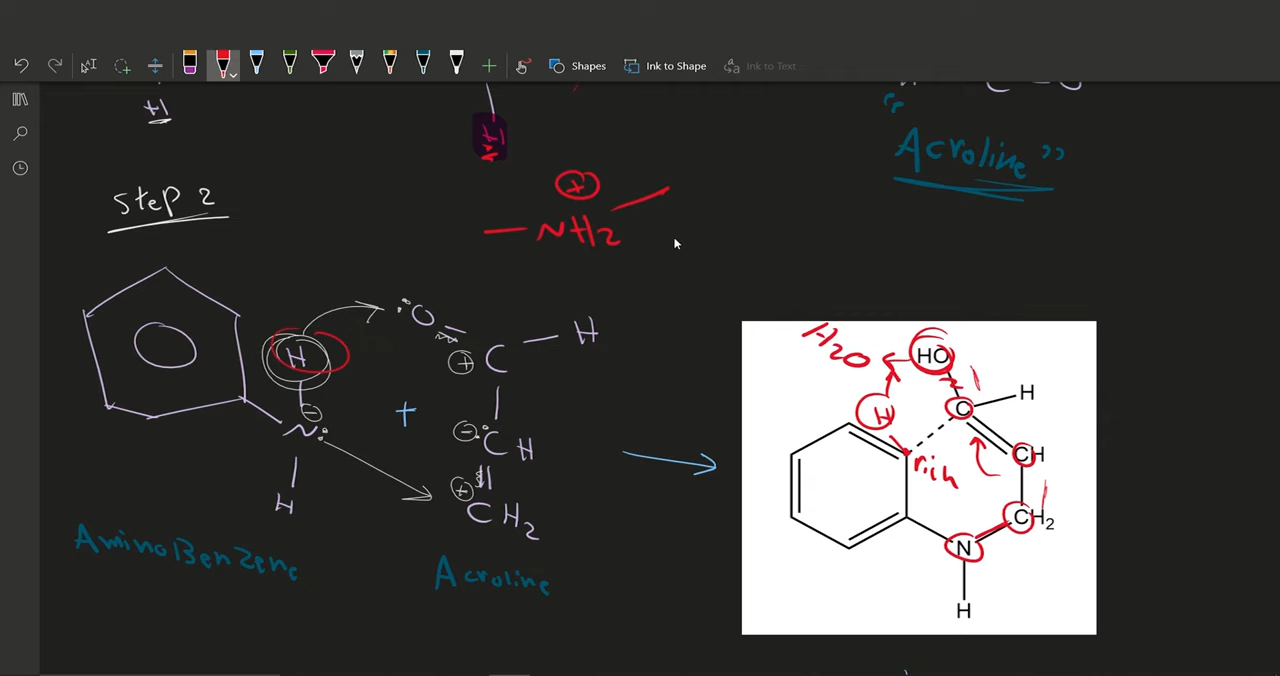 Shapes
Ink to Shape
Ink to Text
H
H
C
O
"Acroline"
Step 2
+
— NH2
H
O
+
C
H
−
N
H
+
−
CH
+
CH2
AminoBenzene
Acroline
H2O
HO
H
C
H
rich
CH
CH2
N
H